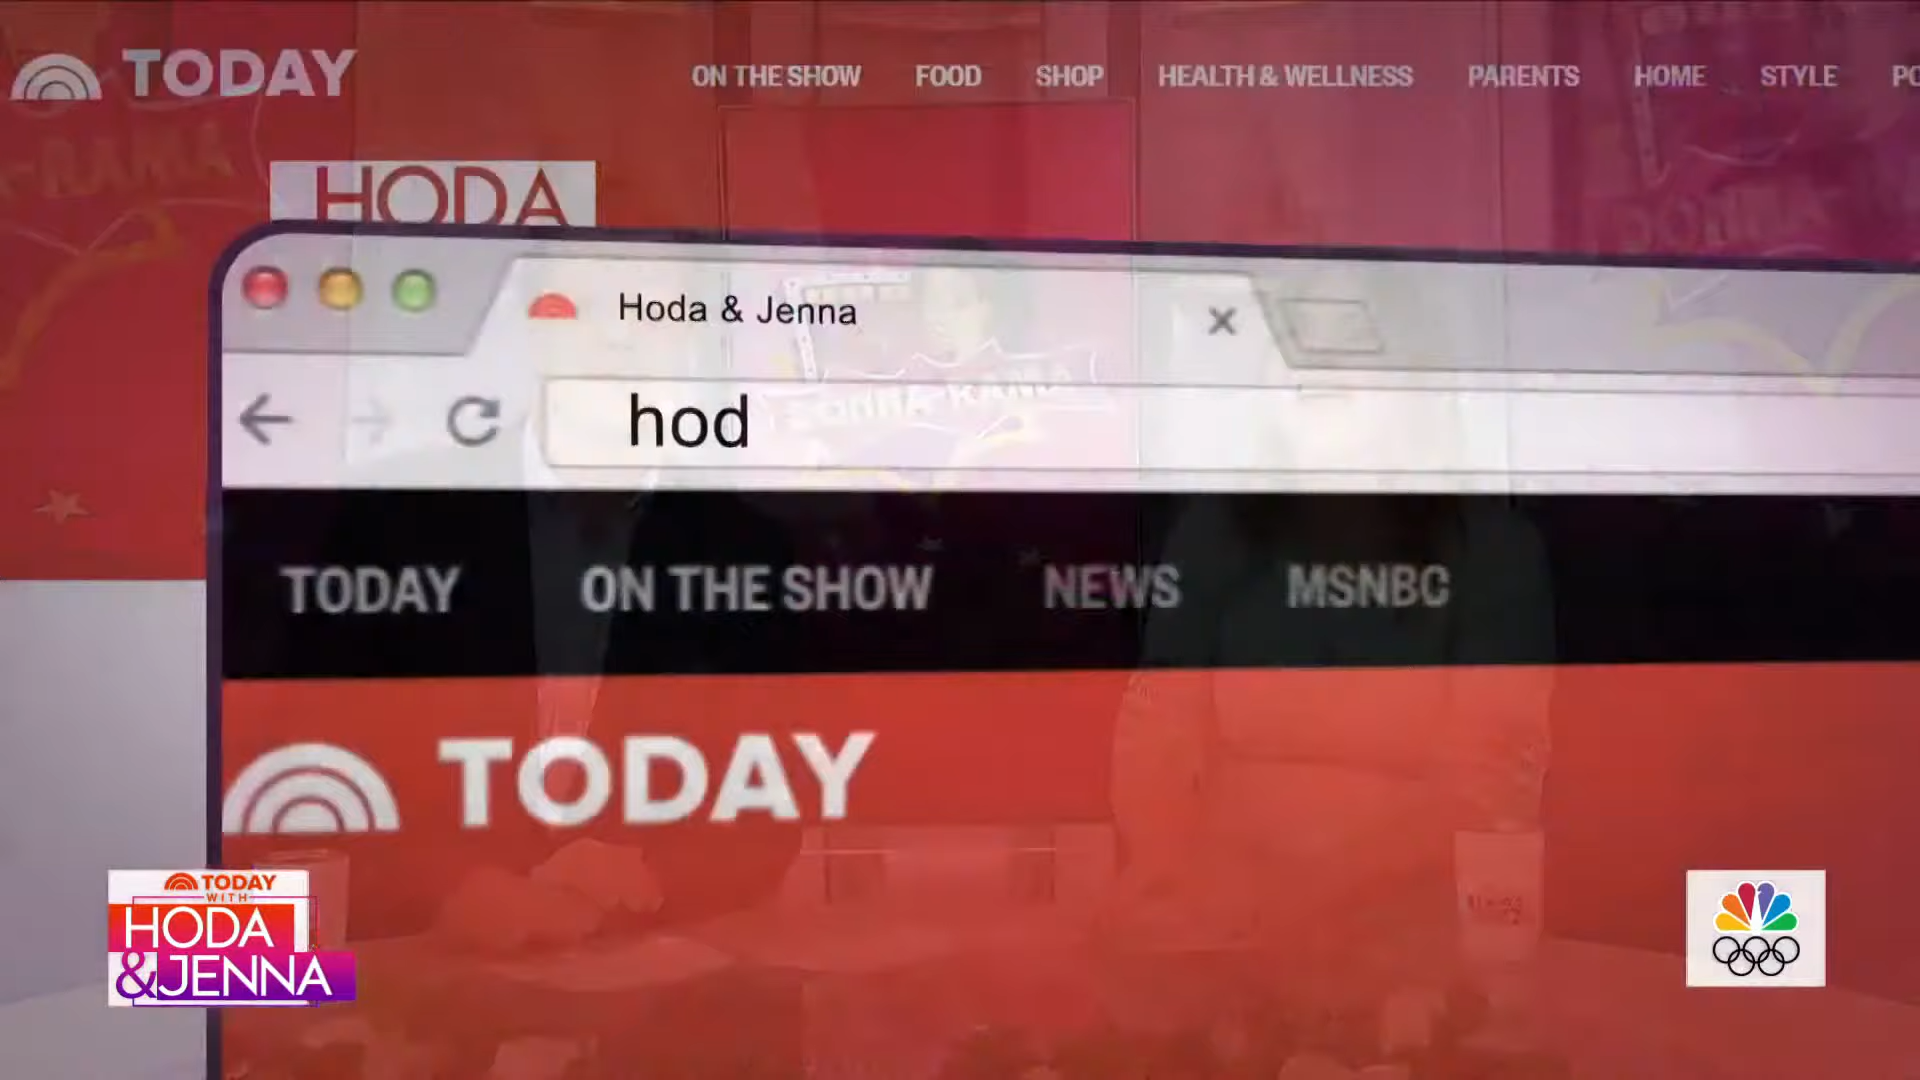 TODAY
ON THE SHOW FOOD SHOP HEALTH & WELLNESS PARENTS HOME STYLE
HODA
Hoda & Jenna
hod
TODAY ON THE SHOW NEWS MSNBC
TODAY
TODAY
WITH
HODA
&JENNA